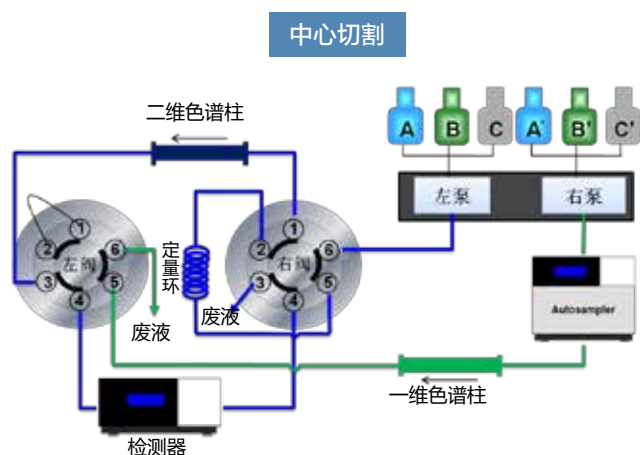 中心切割
二维色谱柱
A B C A' B' C'
左泵 右泵
1 2 3 4 5 6
左阀
定量环
1 2 3 4 5 6
右阀
废液
废液
Autosampler
一维色谱柱
检测器